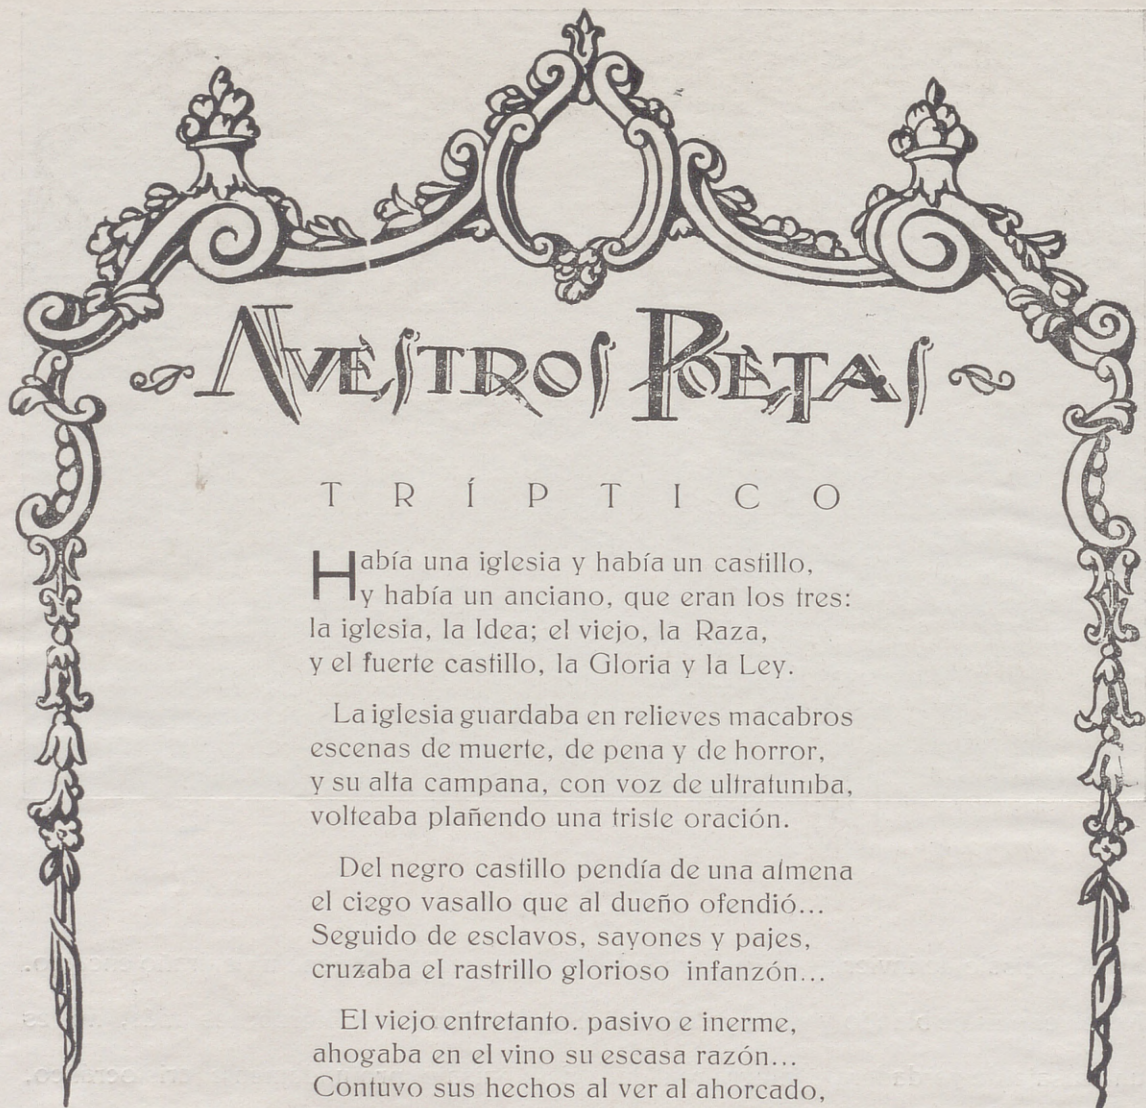 NUESTROS POETAS
TRÍPTICO
Había una iglesia y había un castillo,
y había un anciano, que eran los tres:
la iglesia, la Idea; el viejo, la Raza,
y el fuerte castillo, la Gloria y la Ley.
La iglesia guardaba en relieves macabros
escenas de muerte, de pena y de horror,
y su alta campana, con voz de ultratumba,
volteaba plañendo una triste oración.
Del negro castillo pendía de una almena
el ciego vasallo que al dueño ofendió...
Seguido de esclavos, sayones y pajes,
cruzaba el rastrillo glorioso infanzón...
El viejo entretanto. pasivo e inerme,
ahogaba en el vino su escasa razón...
Contuvo sus hechos al ver al ahorcado,